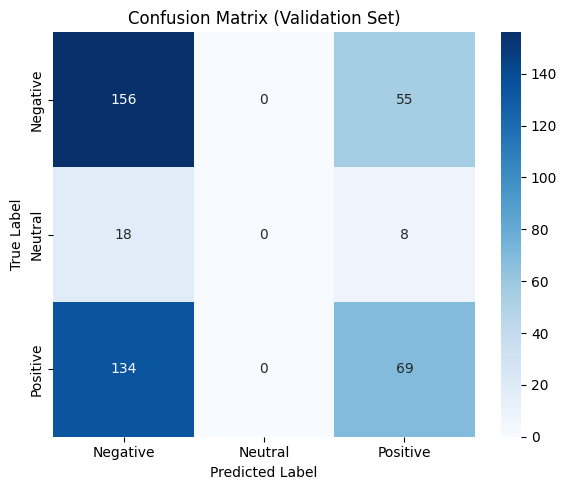 Confusion Matrix (Validation Set)
True Label
Negative
156 0 55
Neutral
18 0 8
Positive
134 0 69
Negative Neutral Positive
Predicted Label
140
120
100
80
60
40
20
0